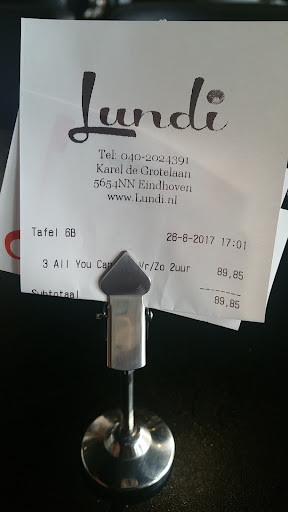 Lundi
Tel: 040-2024391
Karel de Grotelaan
5654NN Eindhoven
www.Lundi.nl
Tafel 6B 26-8-2017 17:01
3 All You Can Vr/Zo 2uur 89,85
Subtotaal 89,85